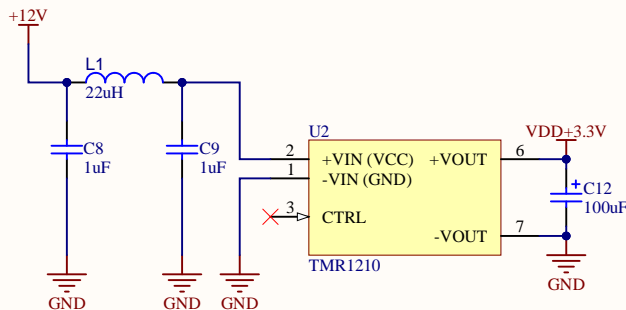 +12V
L1
22uH
C8
1uF
C9
1uF
U2
2
+VIN (VCC)
+VOUT
6
1
-VIN (GND)
3
CTRL
-VOUT
7
TMR1210
VDD+3.3V
C12
+
100uF
GND
GND
GND
GND